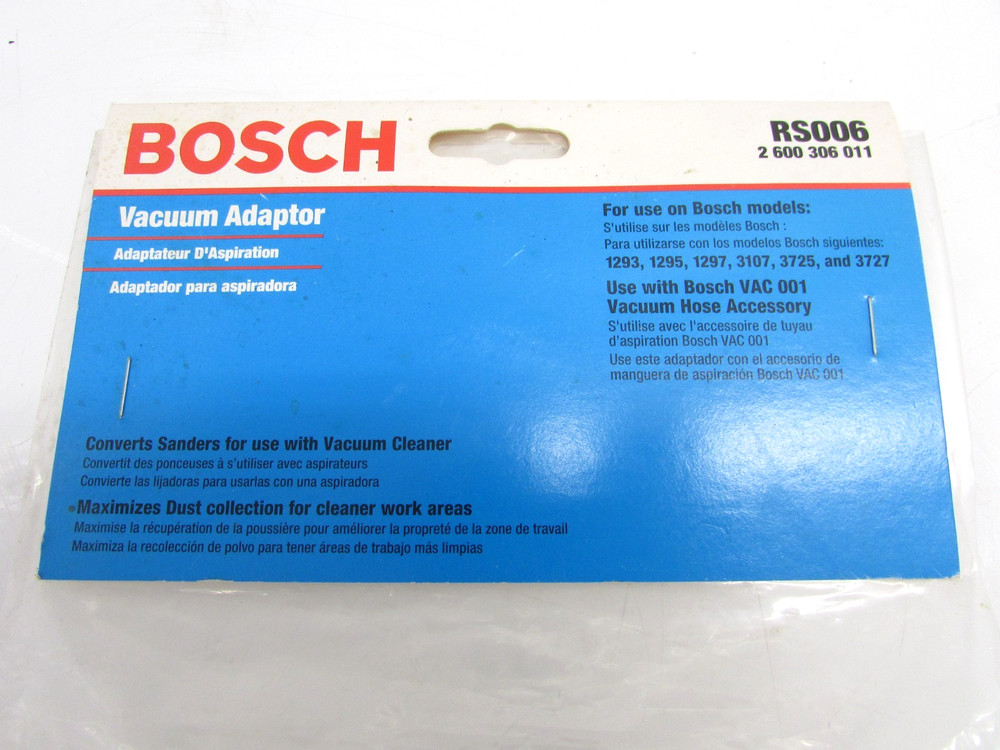 BOSCH
RS006
2 600 306 011
Vacuum Adaptor
Adaptateur D'Aspiration
Adaptador para aspiradora
For use on Bosch models:
S'utilise sur les modèles Bosch :
Para utilizarse con los modelos Bosch siguientes:
1293, 1295, 1297, 3107, 3725, and 3727
Use with Bosch VAC 001
Vacuum Hose Accessory
S'utilise avec l'accessoire de tuyau
d'aspiration Bosch VAC 001
Use este adaptador con el accesorio de
manguera de aspiración Bosch VAC 001
Converts Sanders for use with Vacuum Cleaner
Convertit des ponceuses à s'utiliser avec aspirateurs
Convierte las lijadoras para usarlas con una aspiradora
Maximizes Dust collection for cleaner work areas
Maximise la récupération de la poussière pour améliorer la propreté de la zone de travail
Maximiza la recolección de polvo para tener áreas de trabajo más limpias